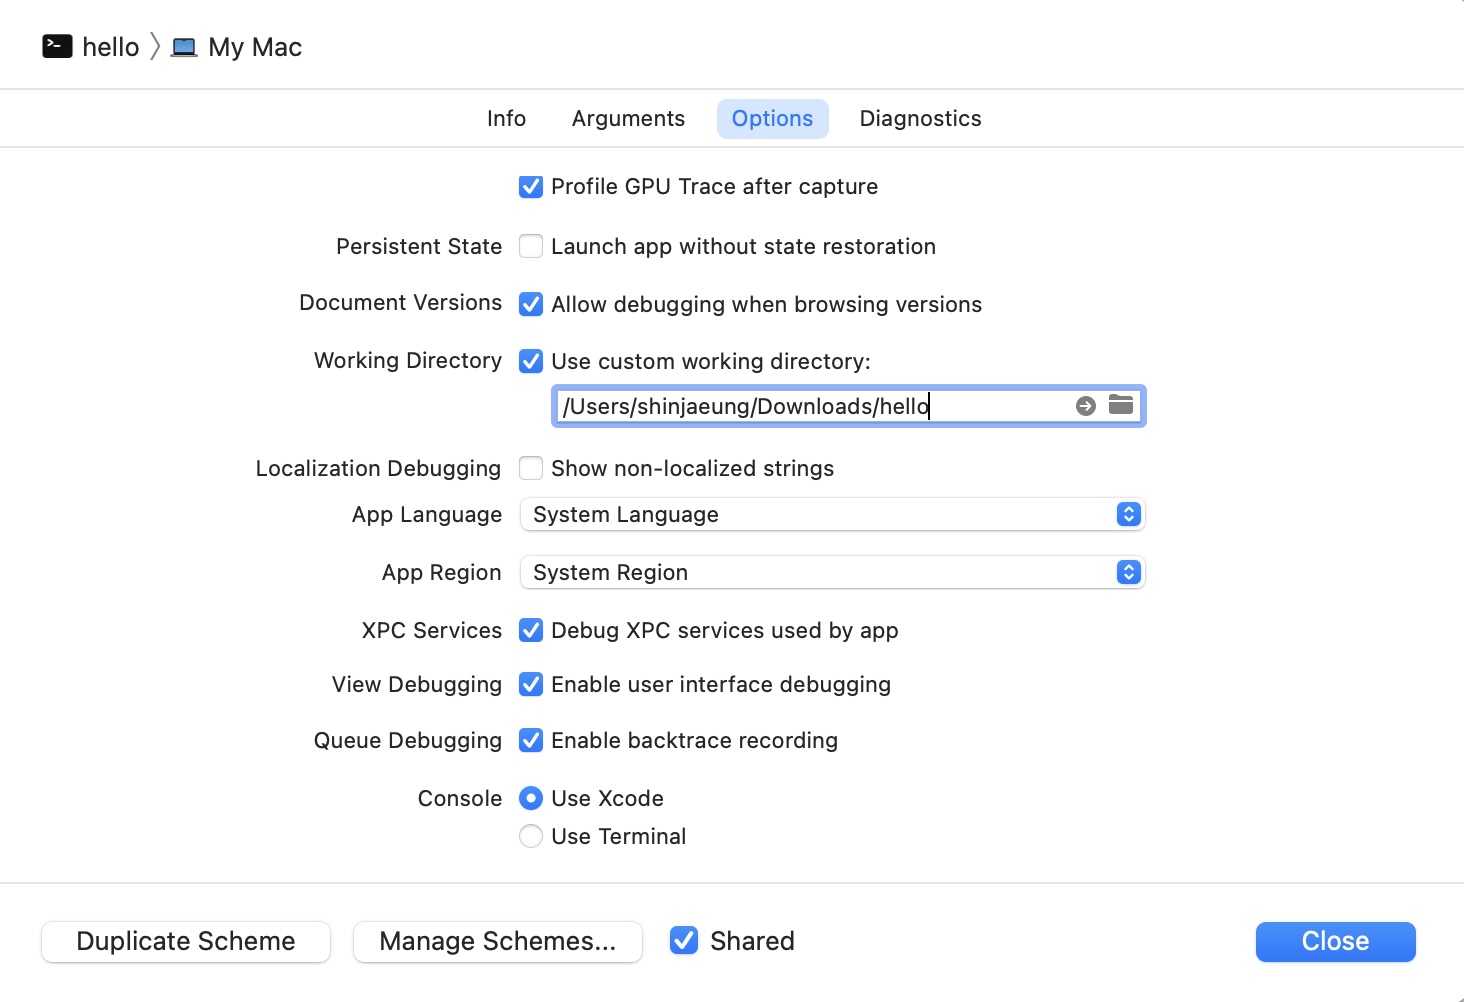 hello 〉 My Mac
Info Arguments Options Diagnostics
Profile GPU Trace after capture
Persistent State Launch app without state restoration
Document Versions Allow debugging when browsing versions
Working Directory Use custom working directory:
/Users/shinjaeung/Downloads/hello
Localization Debugging Show non-localized strings
App Language System Language
App Region System Region
XPC Services Debug XPC services used by app
View Debugging Enable user interface debugging
Queue Debugging Enable backtrace recording
Console Use Xcode
Use Terminal
Duplicate Scheme Manage Schemes... Shared Close